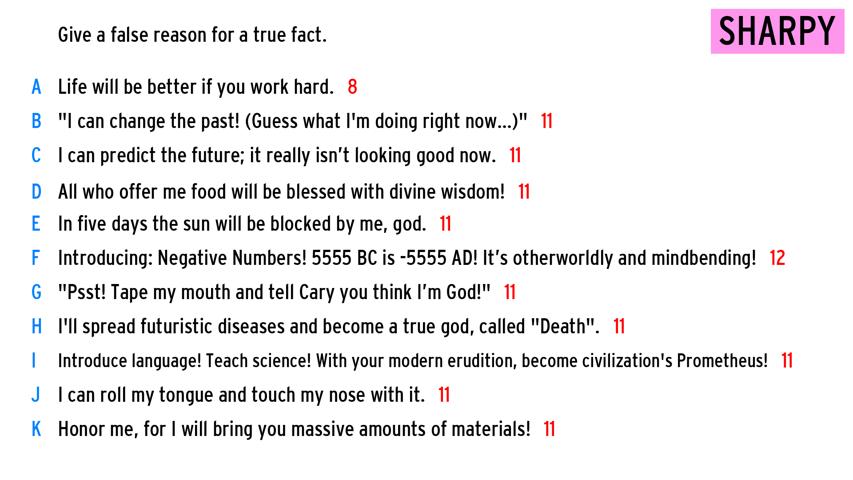 Give a false reason for a true fact.
SHARPY
A Life will be better if you work hard. 8
B "I can change the past! (Guess what I'm doing right now...)" 11
C I can predict the future; it really isn't looking good now. 11
D All who offer me food will be blessed with divine wisdom! 11
E In five days the sun will be blocked by me, god. 11
F Introducing: Negative Numbers! 5555 BC is -5555 AD! It's otherworldly and mindbending! 12
G "Psst! Tape my mouth and tell Cary you think I'm God!" 11
H I'll spread futuristic diseases and become a true god, called "Death". 11
I Introduce language! Teach science! With your modern erudition, become civilization's Prometheus! 11
J I can roll my tongue and touch my nose with it. 11
K Honor me, for I will bring you massive amounts of materials! 11